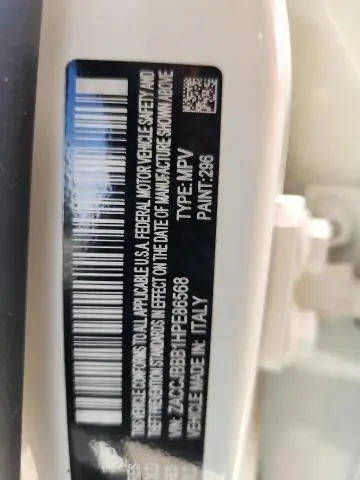 THIS VEHICLE CONFORMS TO ALL APPLICABLE U.S.A. FEDERAL MOTOR VEHICLE SAFETY AND
THEFT PREVENTION STANDARDS IN EFFECT ON THE DATE OF MANUFACTURE SHOWN ABOVE
VIN: ZACCJBBB1HPE86568 TYPE: MPV
VEHICLE MADE IN: ITALY PAINT: 296